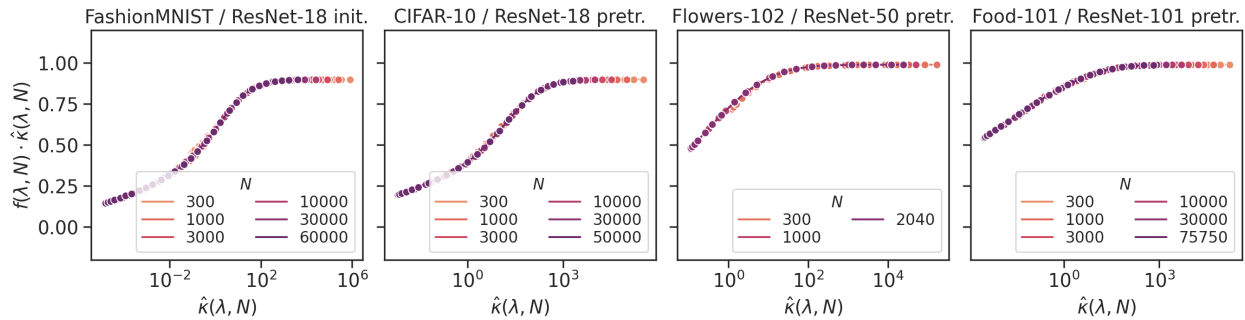 FashionMNIST / ResNet-18 init.
CIFAR-10 / ResNet-18 pretr.
Flowers-102 / ResNet-50 pretr.
Food-101 / ResNet-101 pretr.
f(λ, N) · κ̂(λ, N)
1.00
0.75
0.50
0.25
0.00
N
300
1000
3000
10000
30000
60000
10⁻²
10²
10⁶
κ̂(λ, N)
N
300
1000
3000
10000
30000
50000
10⁰
10³
κ̂(λ, N)
N
300
1000
2040
10⁰
10²
10⁴
κ̂(λ, N)
N
300
1000
3000
10000
30000
75750
10⁰
10³
κ̂(λ, N)